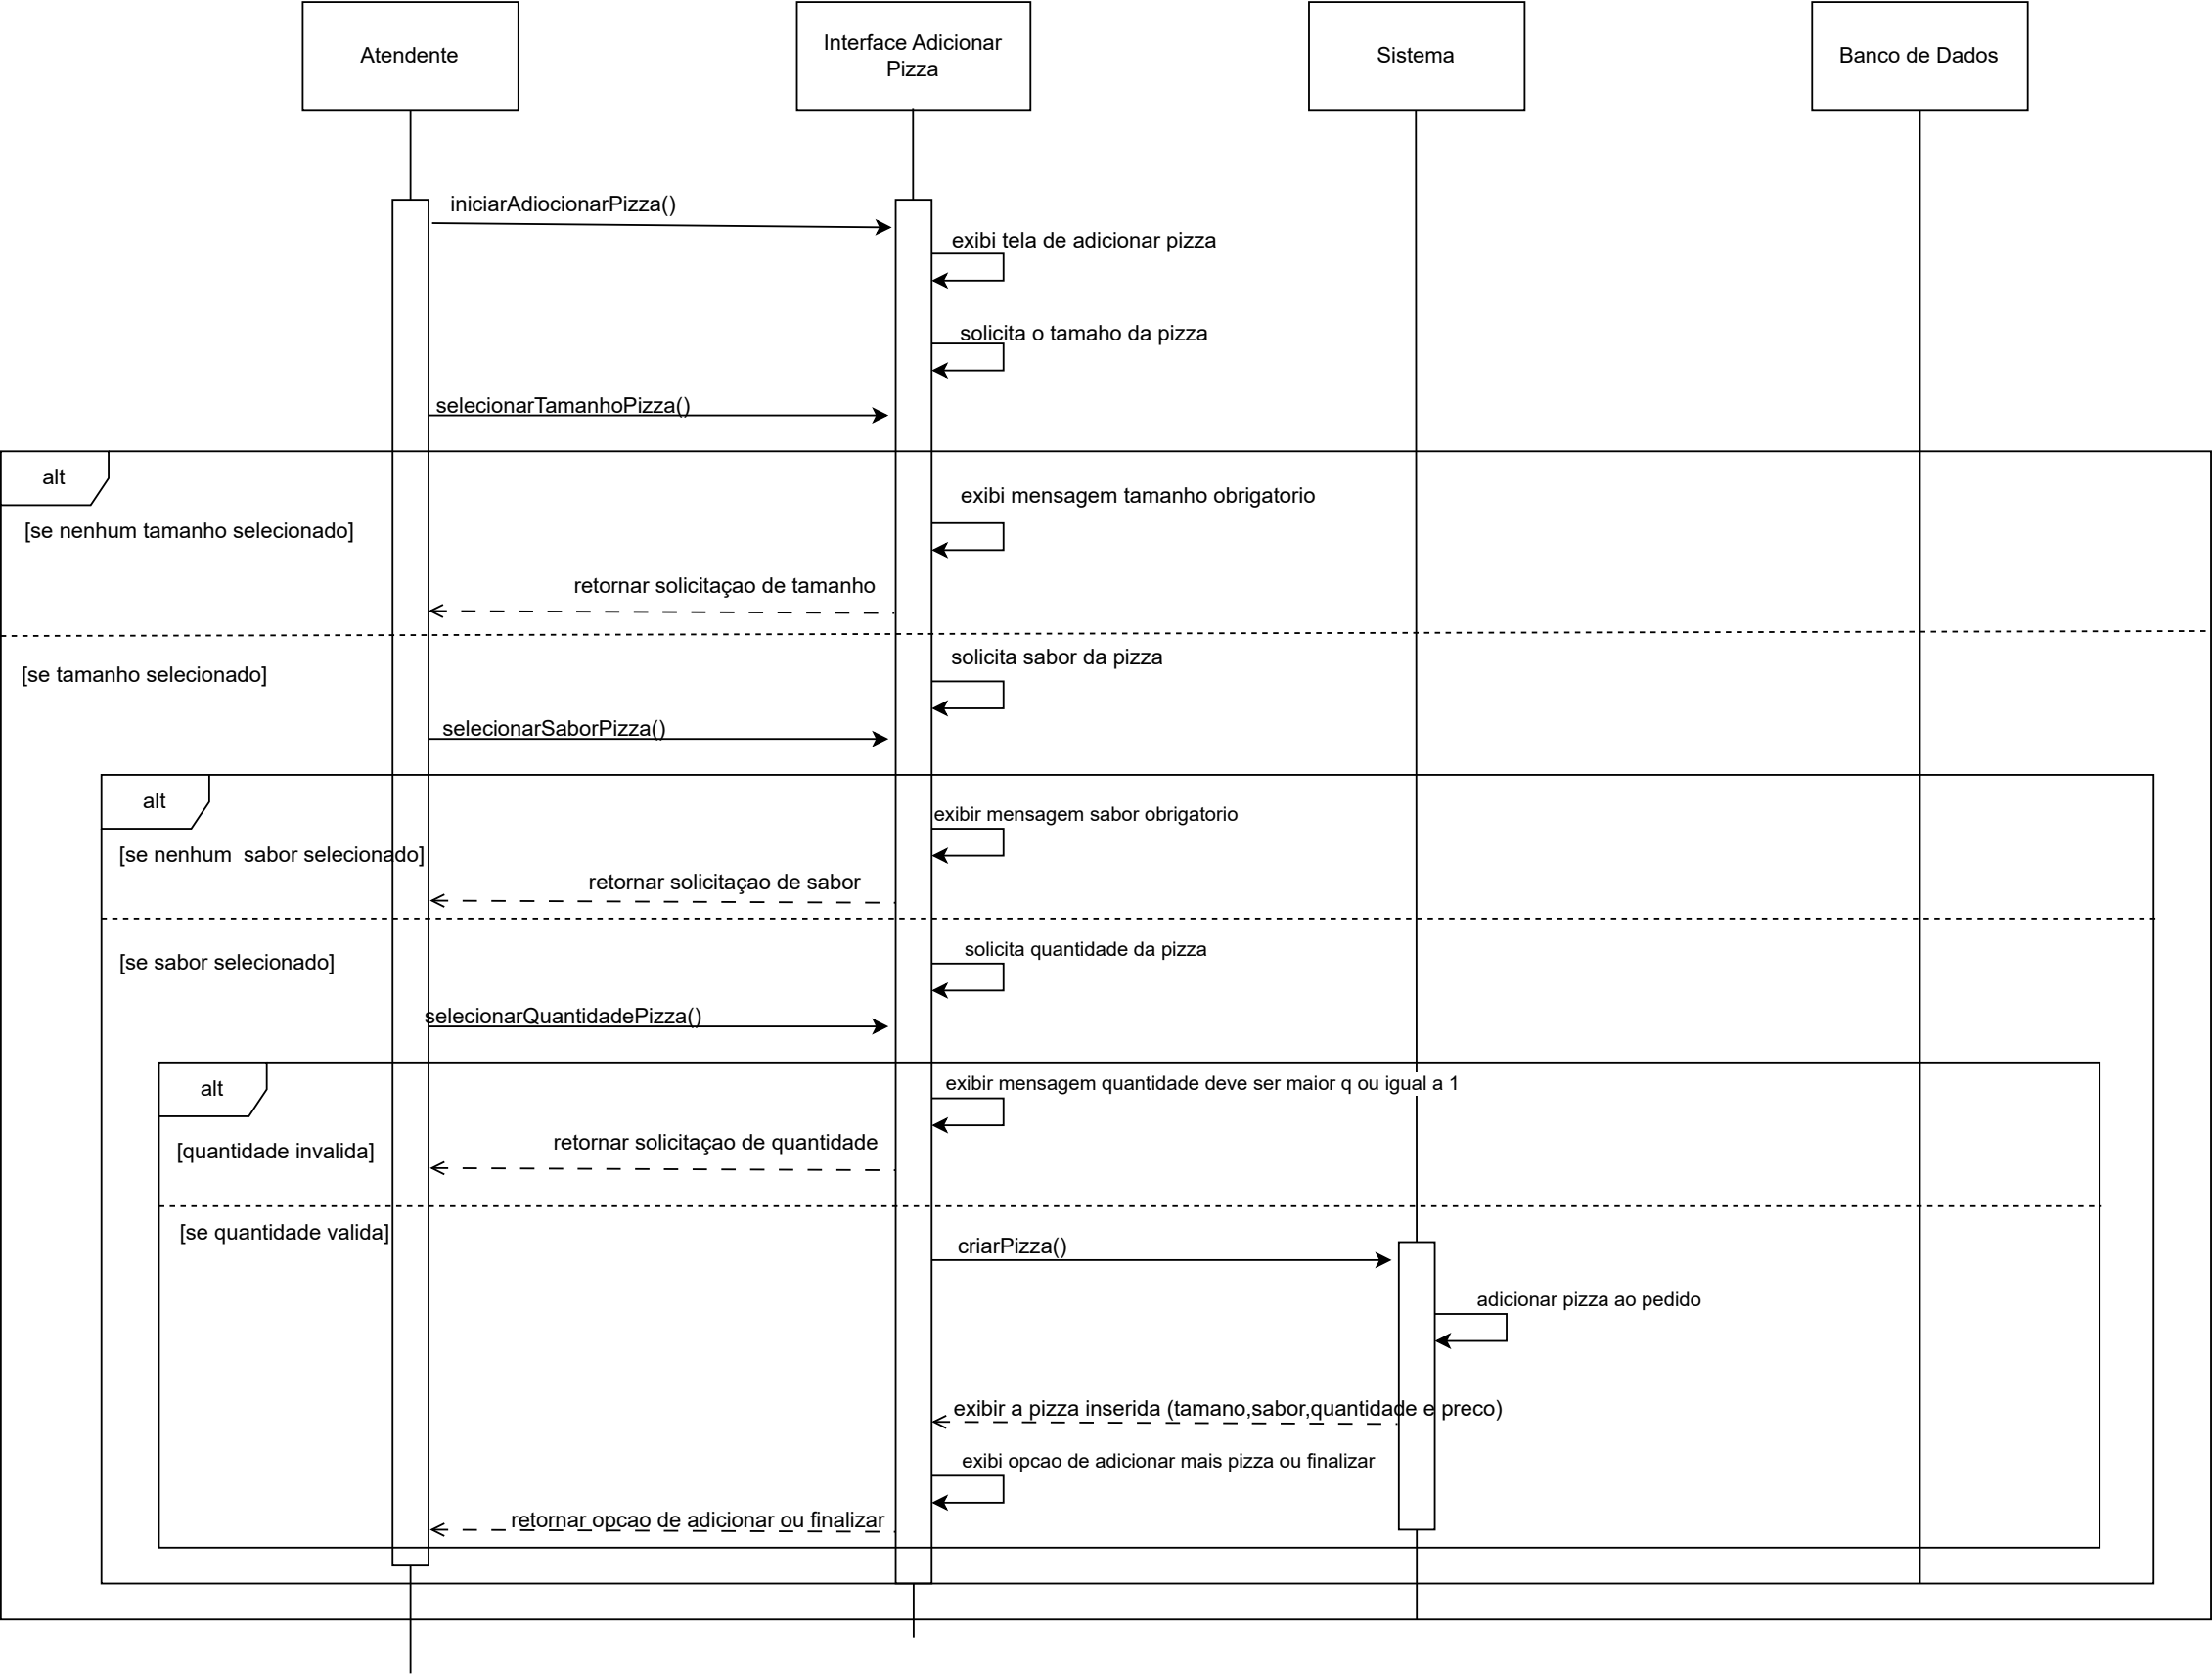 Atendente
Interface Adicionar
Pizza
Sistema
Banco de Dados
iniciarAdiocionarPizza()
exibi tela de adicionar pizza
solicita o tamaho da pizza
selecionarTamanhoPizza()
alt
exibi mensagem tamanho obrigatorio
[se nenhum tamanho selecionado]
retornar solicitaçao de tamanho
solicita sabor da pizza
[se tamanho selecionado]
selecionarSaborPizza()
alt
exibir mensagem sabor obrigatorio
[se nenhum  sabor selecionado]
retornar solicitaçao de sabor
solicita quantidade da pizza
[se sabor selecionado]
selecionarQuantidadePizza()
alt
exibir mensagem quantidade deve ser maior q ou igual a 1
retornar solicitaçao de quantidade
[quantidade invalida]
[se quantidade valida]
criarPizza()
adicionar pizza ao pedido
exibir a pizza inserida (tamano,sabor,quantidade e preco)
exibi opcao de adicionar mais pizza ou finalizar
retornar opcao de adicionar ou finalizar